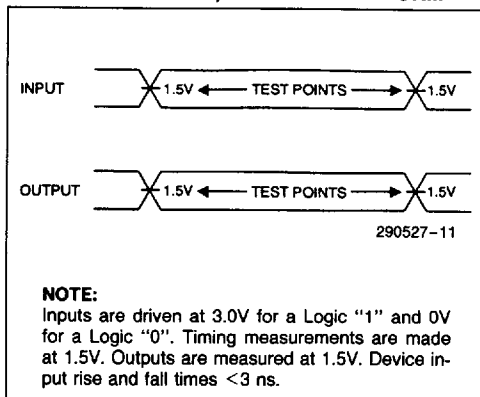 INPUT 1.5V TEST POINTS 1.5V
OUTPUT 1.5V TEST POINTS 1.5V
290527-11
NOTE:
Inputs are driven at 3.0V for a Logic "1" and 0V
for a Logic "0". Timing measurements are made
at 1.5V. Outputs are measured at 1.5V. Device in-
put rise and fall times <3 ns.